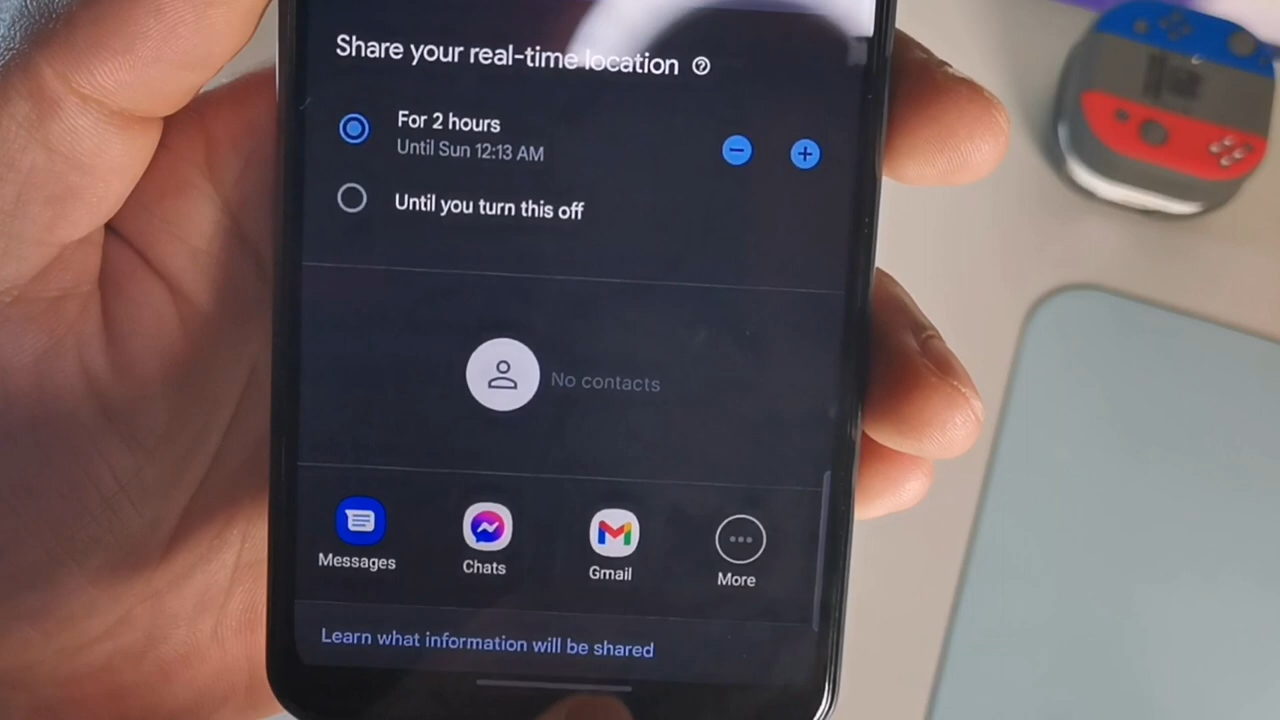 Share your real-time location
For 2 hours
Until Sun 12:13 AM
Until you turn this off
No contacts
Messages
Chats
Gmail
More
Learn what information will be shared